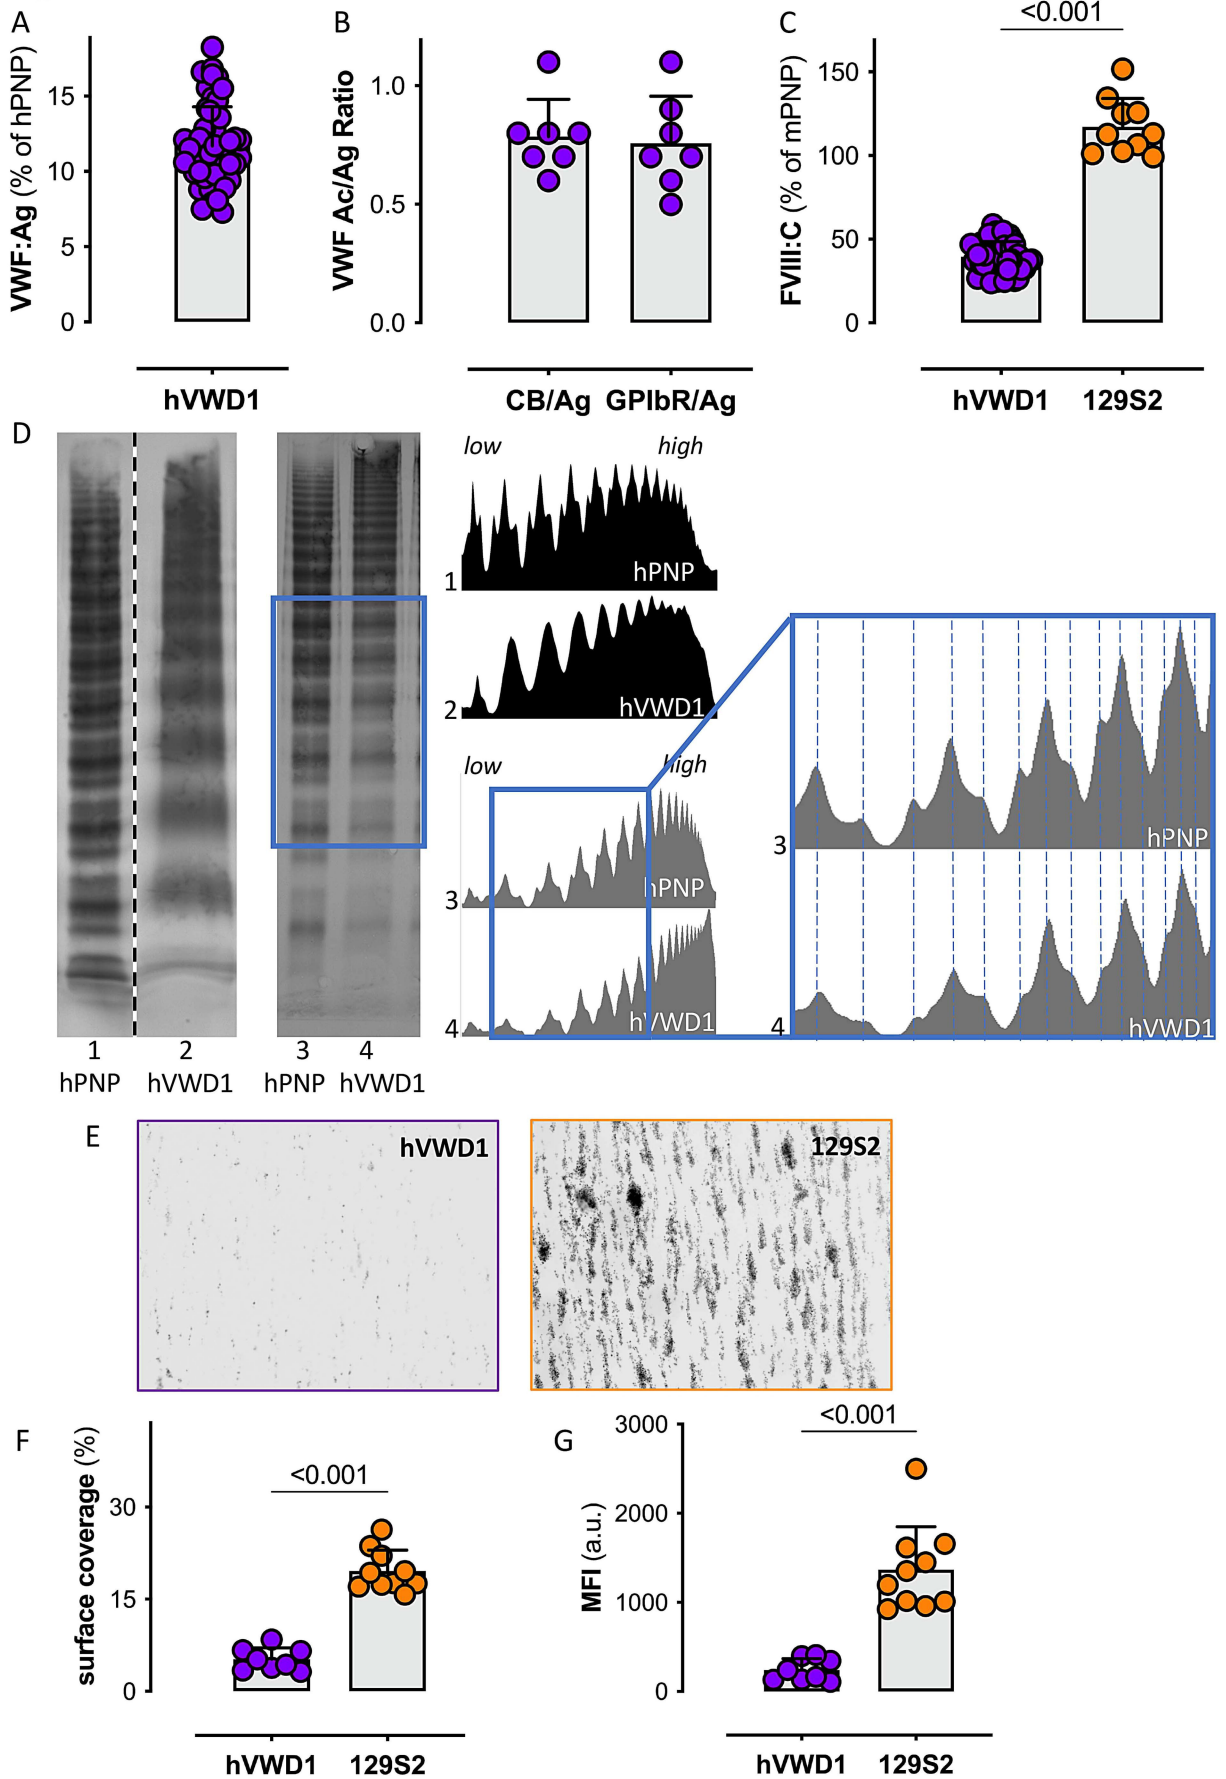 A
VWF:Ag (% of hPNP)
15
10
5
0
hVWD1
B
VWF Ac/Ag Ratio
1.0
0.5
0.0
CB/Ag GPIbR/Ag
C
<0.001
FVIII:C (% of mPNP)
150
100
50
0
hVWD1 129S2
D
1 2
hPNP hVWD1
3 4
hPNP hVWD1
low high
1 hPNP
2 hVWD1
low high
3 hPNP
4 hVWD1
3 hPNP
4 hVWD1
E
hVWD1
129S2
F
surface coverage (%)
<0.001
30
15
0
hVWD1 129S2
G
MFI (a.u.)
<0.001
3000
2000
1000
0
hVWD1 129S2